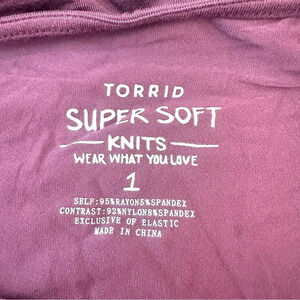 TORRID
SUPER SOFT
KNITS
WEAR WHAT YOU LOVE
1
SELF:95%RAYON5%SPANDEX
CONTRAST:92%NYLON8%SPANDEX
EXCLUSIVE OF ELASTIC
MADE IN CHINA